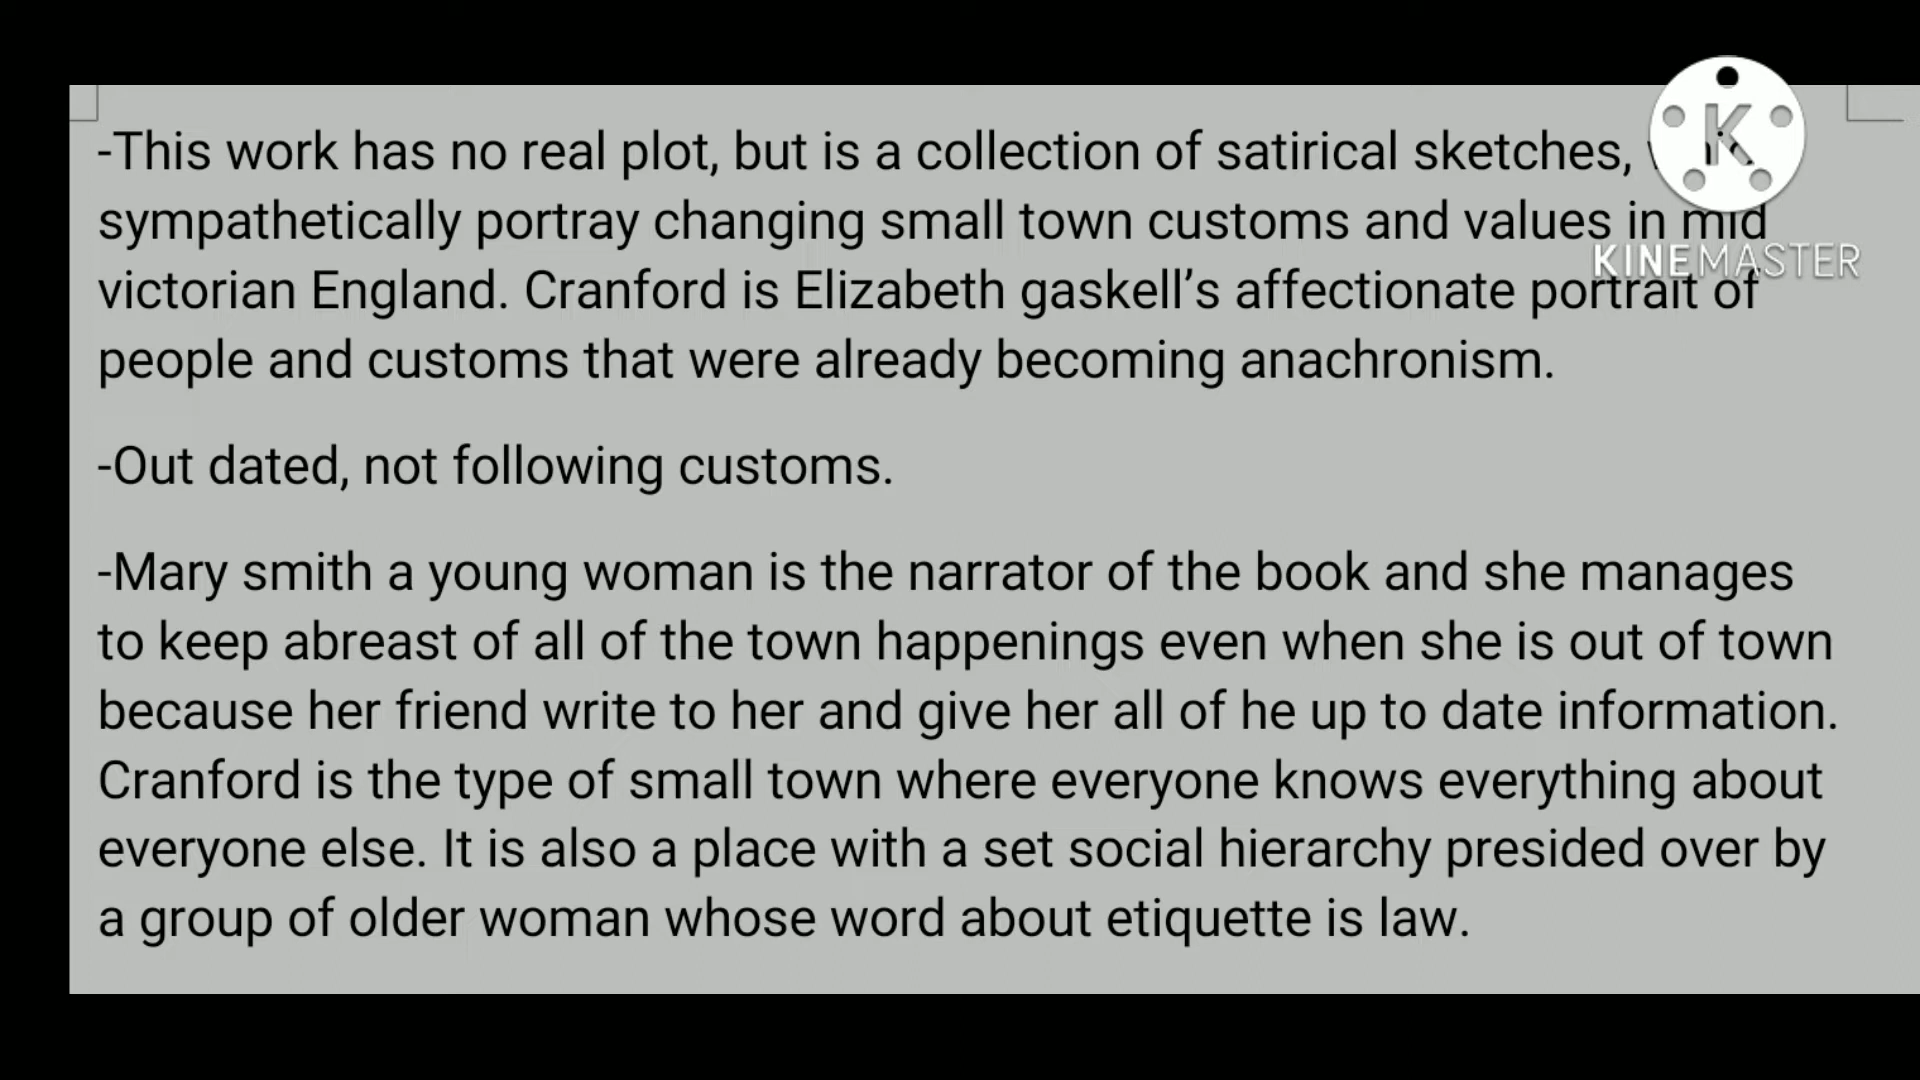 -This work has no real plot, but is a collection of satirical sketches,
sympathetically portray changing small town customs and values in mid
victorian England. Cranford is Elizabeth gaskell’s affectionate portrait of
people and customs that were already becoming anachronism.
-Out dated, not following customs.
-Mary smith a young woman is the narrator of the book and she manages
to keep abreast of all of the town happenings even when she is out of town
because her friend write to her and give her all of he up to date information.
Cranford is the type of small town where everyone knows everything about
everyone else. It is also a place with a set social hierarchy presided over by
a group of older woman whose word about etiquette is law.
K
KINEMASTER